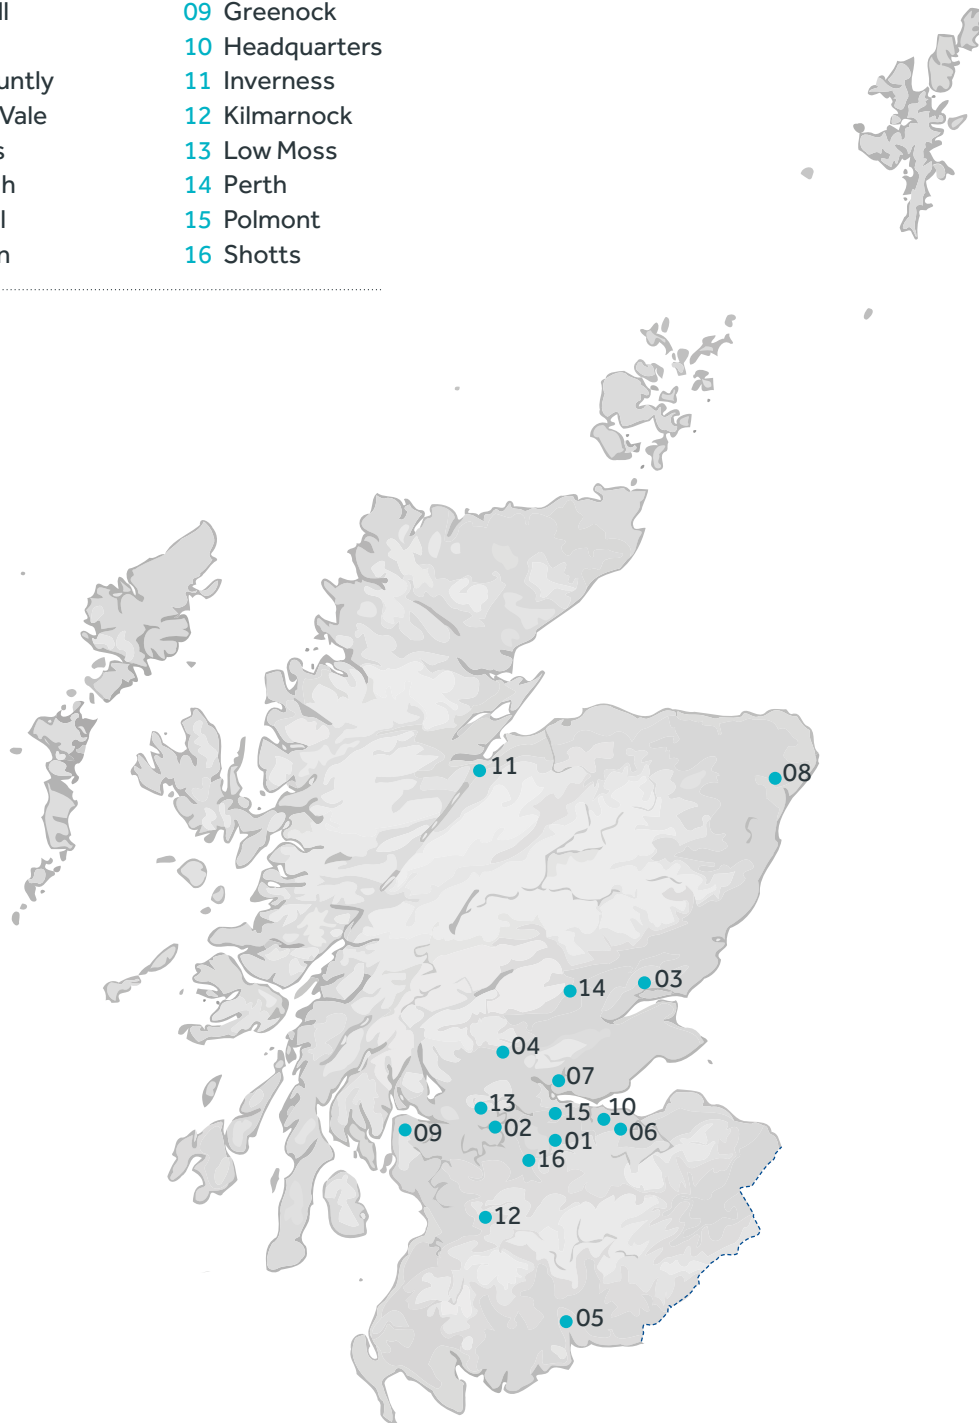 ll 09 Greenock
10 Headquarters
untly 11 Inverness
Vale 12 Kilmarnock
s 13 Low Moss
h 14 Perth
l 15 Polmont
n 16 Shotts
11
08
03
14
04
07
13
10
15
02
06
09
01
16
12
05